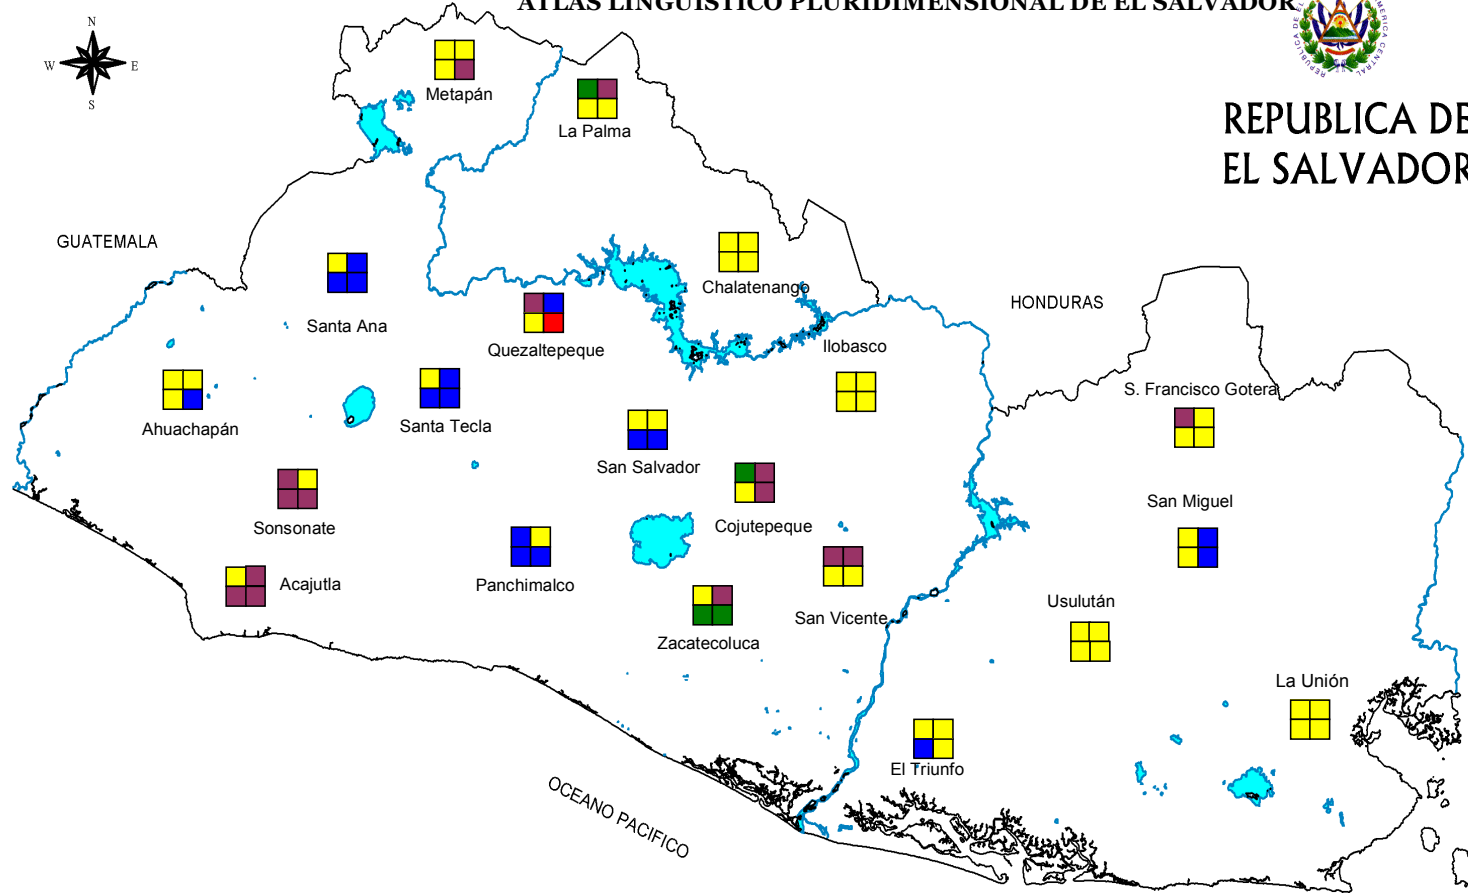 ATLAS LINGÜÍSTICO PLURIDIMENSIONAL DE EL SALVADOR
N
W E
S
REPUBLICA DE
EL SALVADOR
Metapán
La Palma
GUATEMALA
Chalatenango
HONDURAS
Santa Ana
Quezaltepeque
Ilobasco
S. Francisco Gotera
Ahuachapán
Santa Tecla
San Salvador
San Miguel
Sonsonate
Cojutepeque
Acajutla
Panchimalco
Usulután
San Vicente
Zacatecoluca
La Unión
El Triunfo
OCEANO PACIFICO